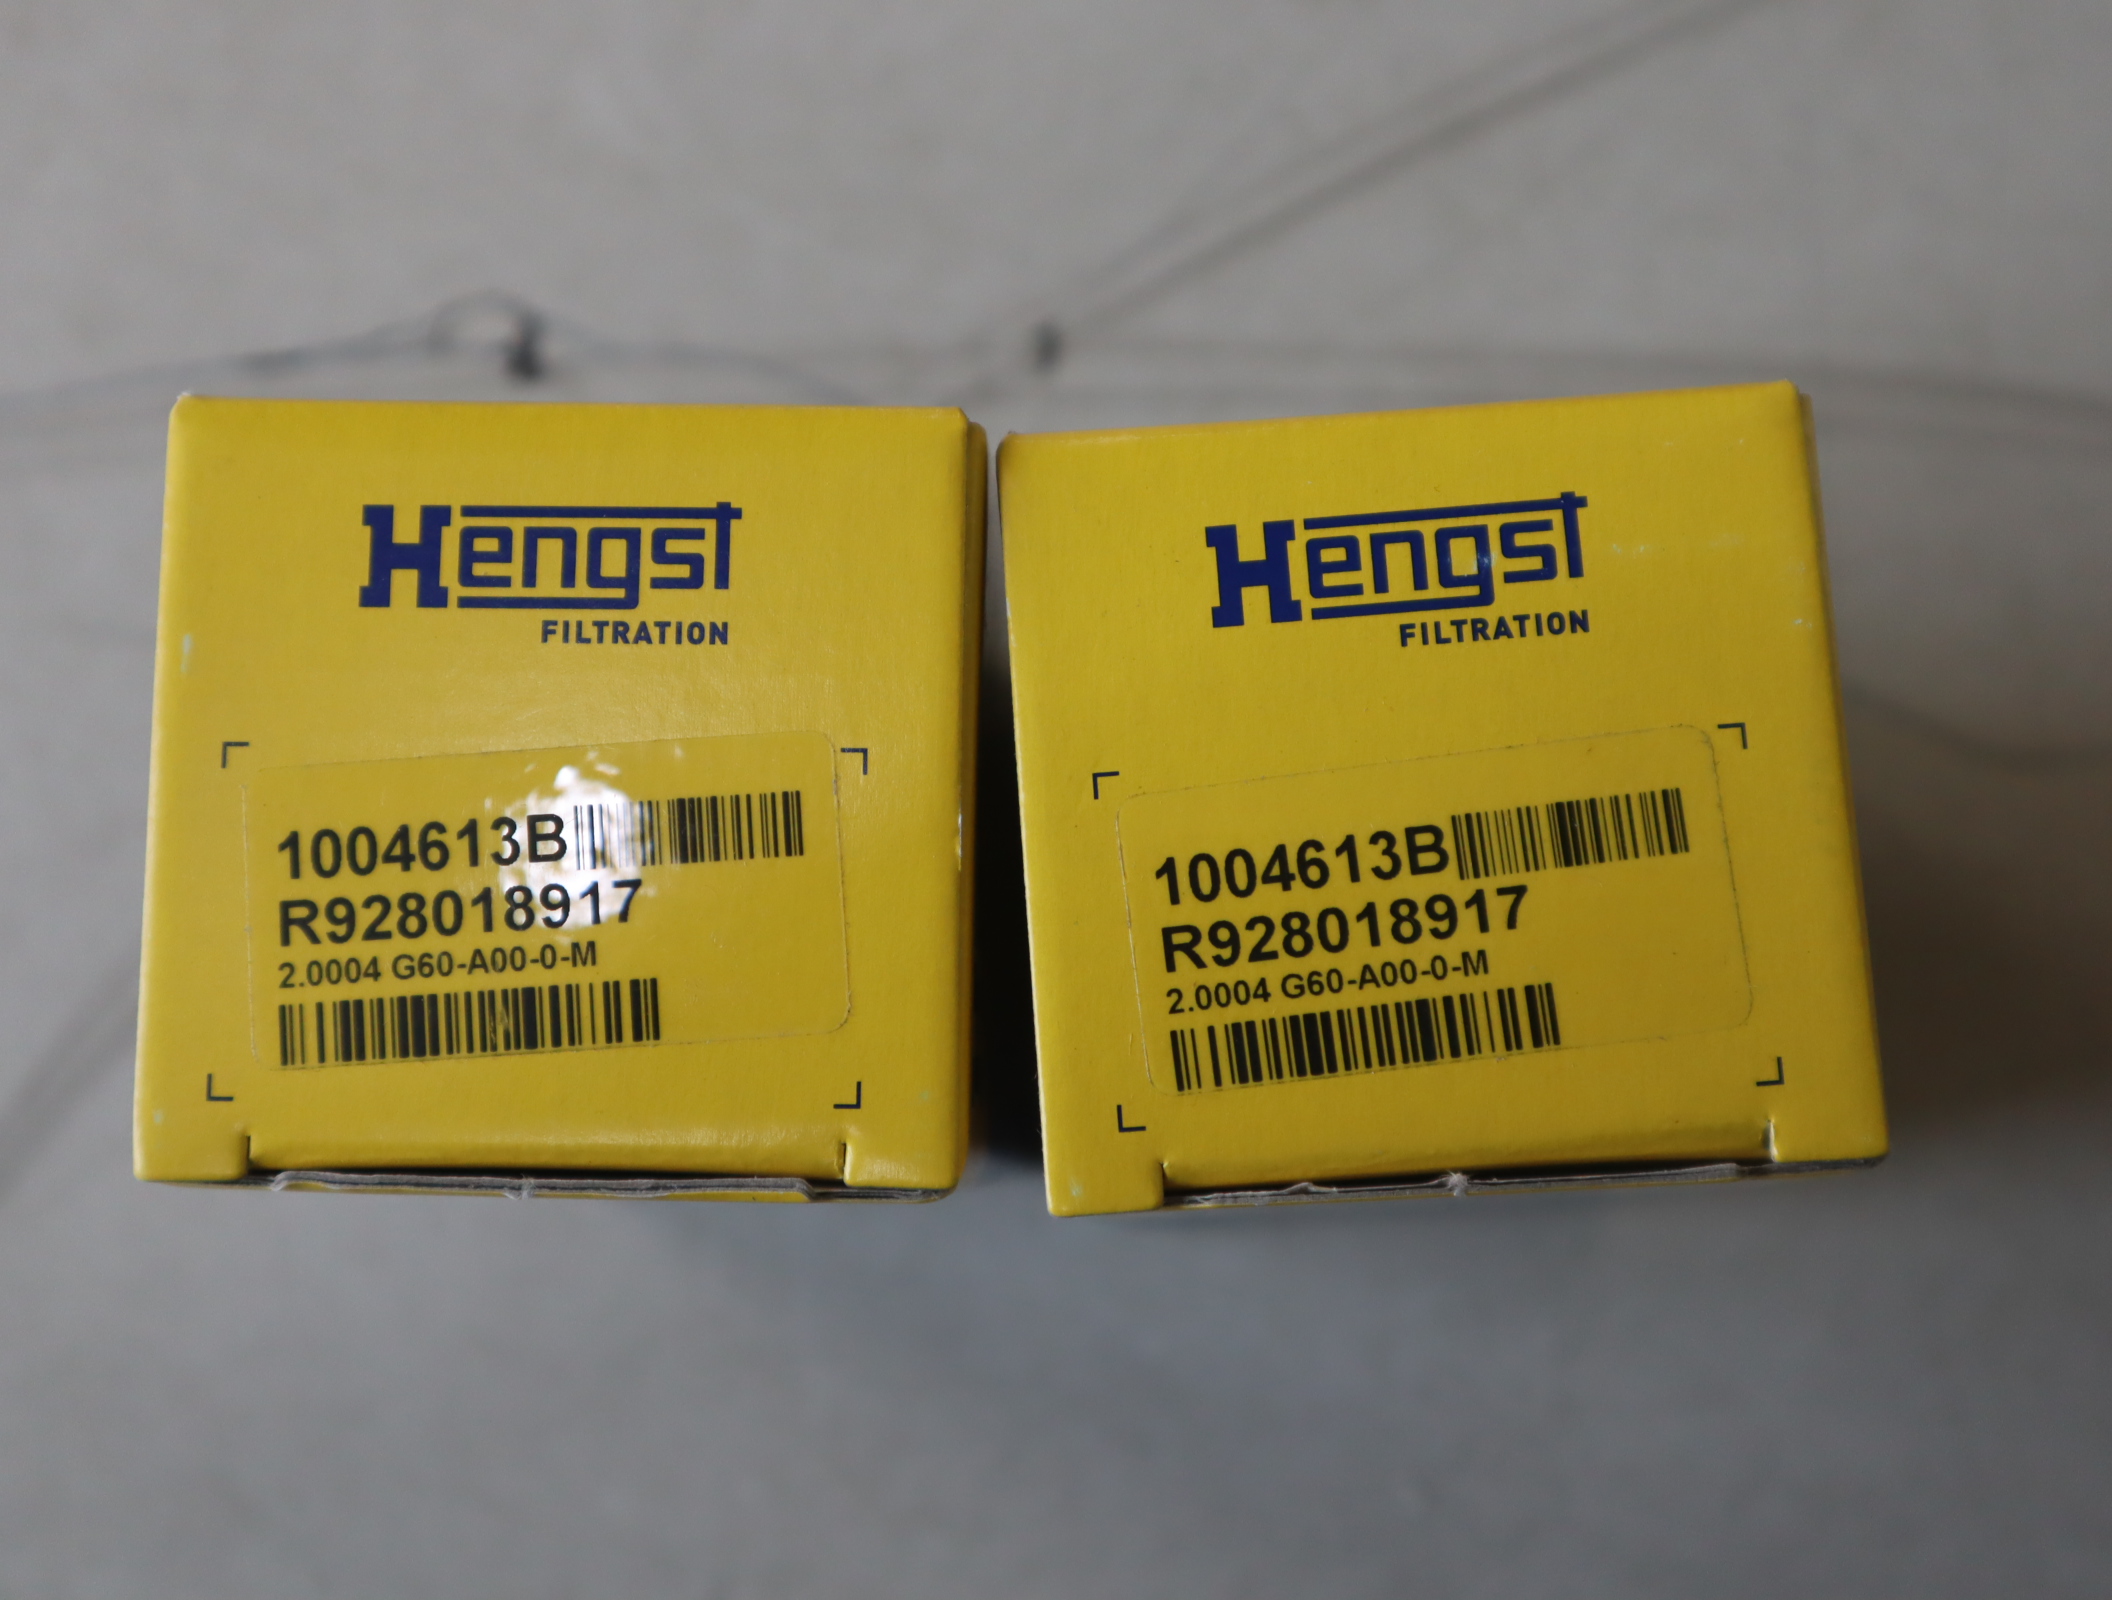 Hengst
FILTRATION
1004613B
R928018917
2.0004 G60-A00-0-M
Hengst
FILTRATION
1004613B
R928018917
2.0004 G60-A00-0-M